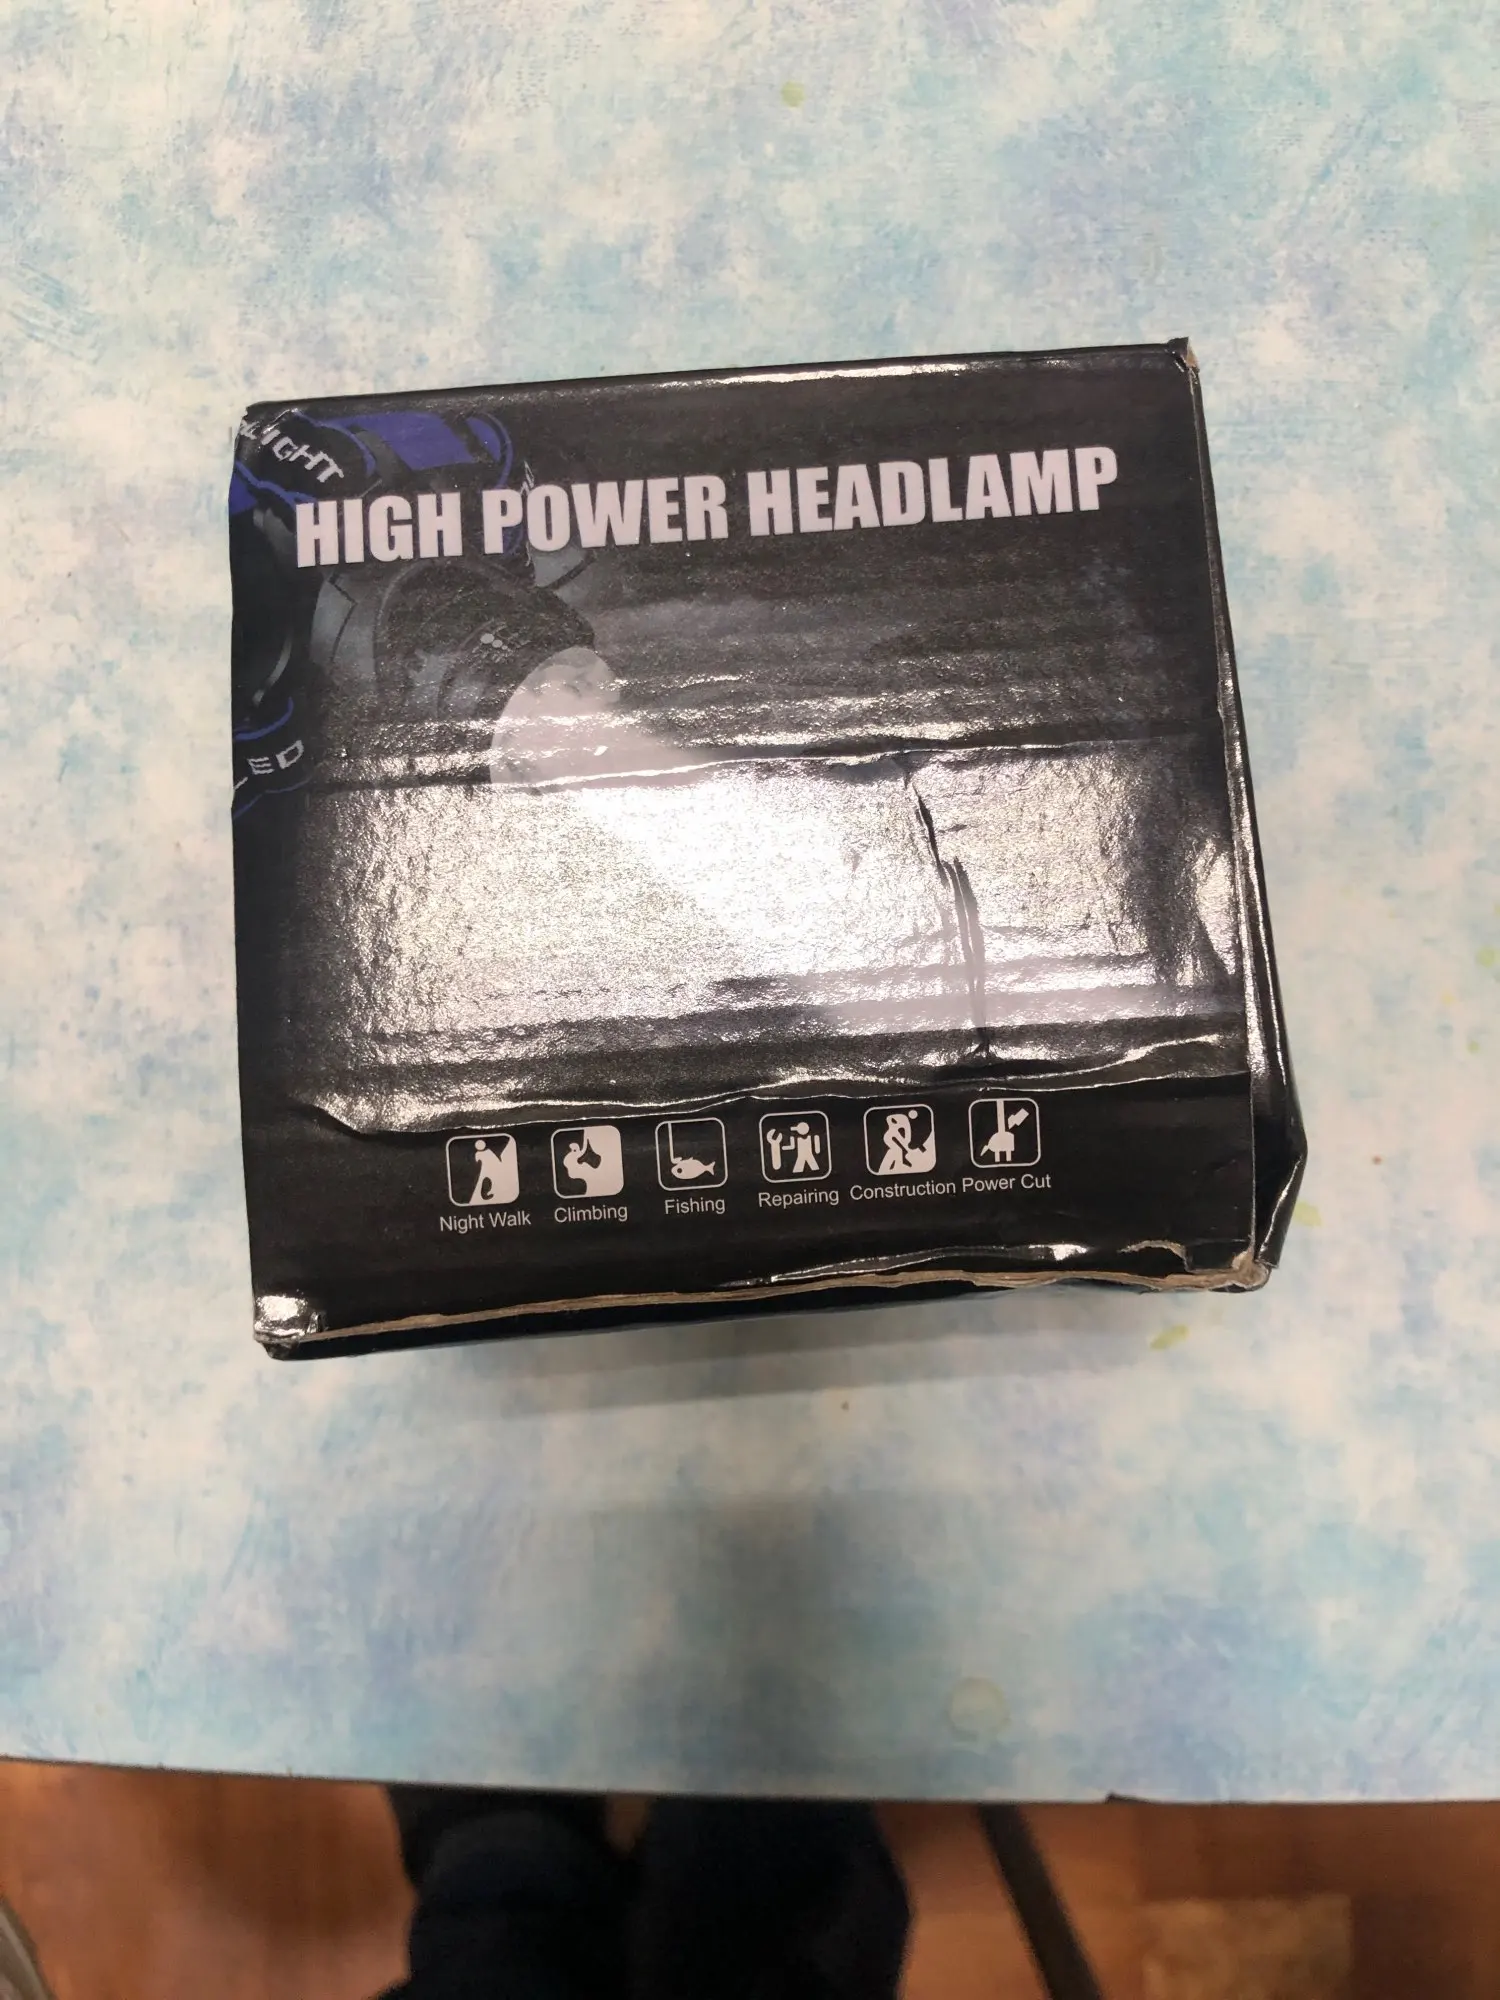 LIGHT
HIGH POWER HEADLAMP
LED
Night Walk Climbing Fishing Repairing Construction Power Cut